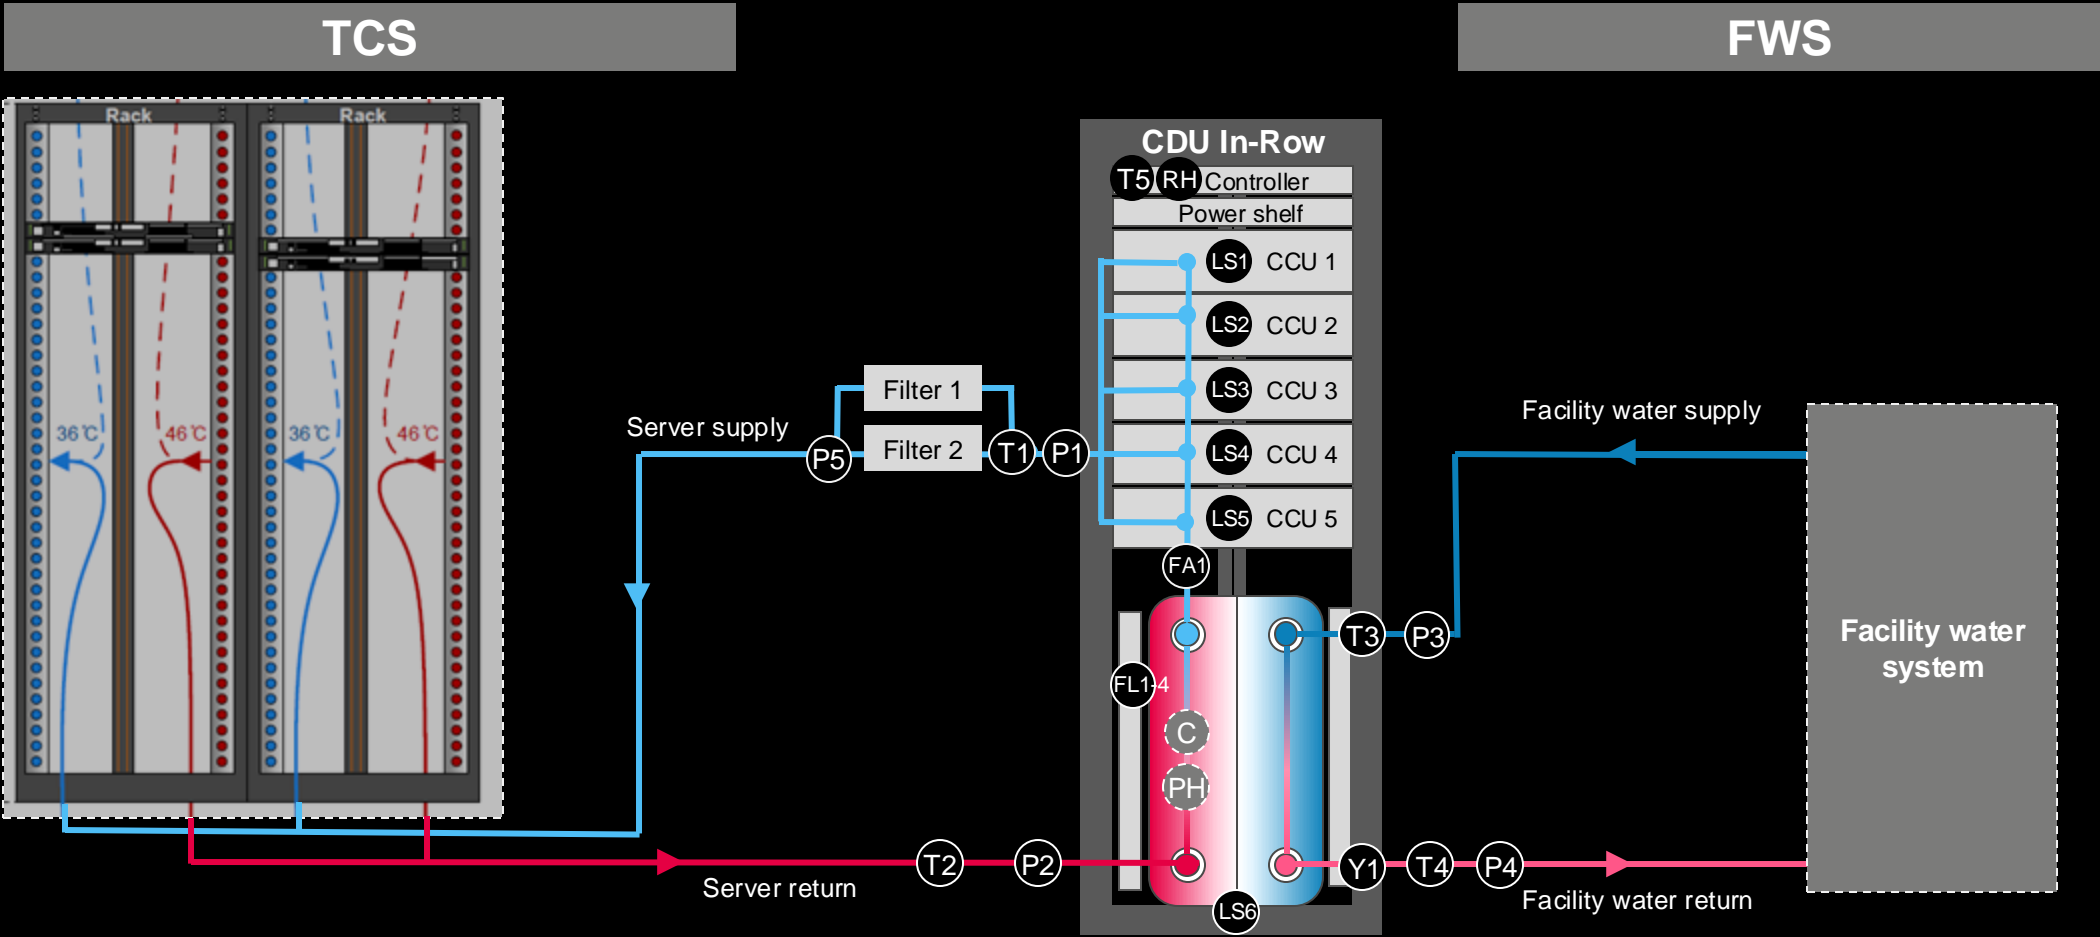 TCS
FWS
Rack
Rack
36℃
46℃
36℃
46℃
Server supply
Filter 1
Filter 2
P5
T1
P1
Server return
T2
P2
CDU In-Row
T5
RH
Controller
Power shelf
LS1
CCU 1
LS2
CCU 2
LS3
CCU 3
LS4
CCU 4
LS5
CCU 5
FA1
FL1-4
C
PH
LS6
T3
P3
Y1
T4
P4
Facility water supply
Facility water return
Facility water
system